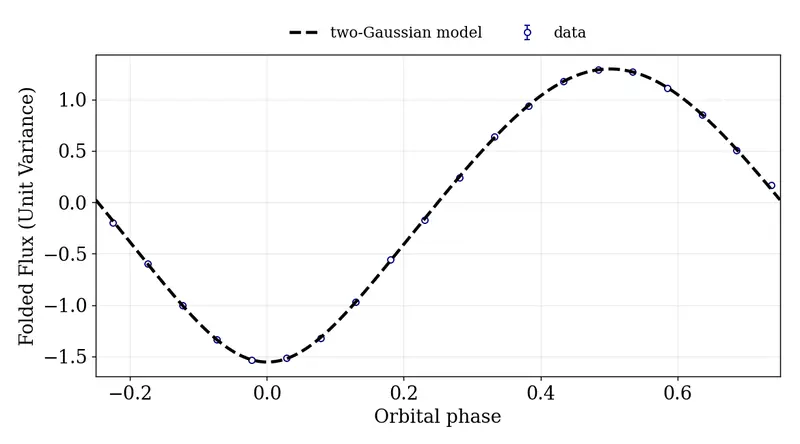 two-Gaussian model
data
Folded Flux (Unit Variance)
1.0
0.5
0.0
−0.5
−1.0
−1.5
−0.2
0.0
0.2
0.4
0.6
Orbital phase